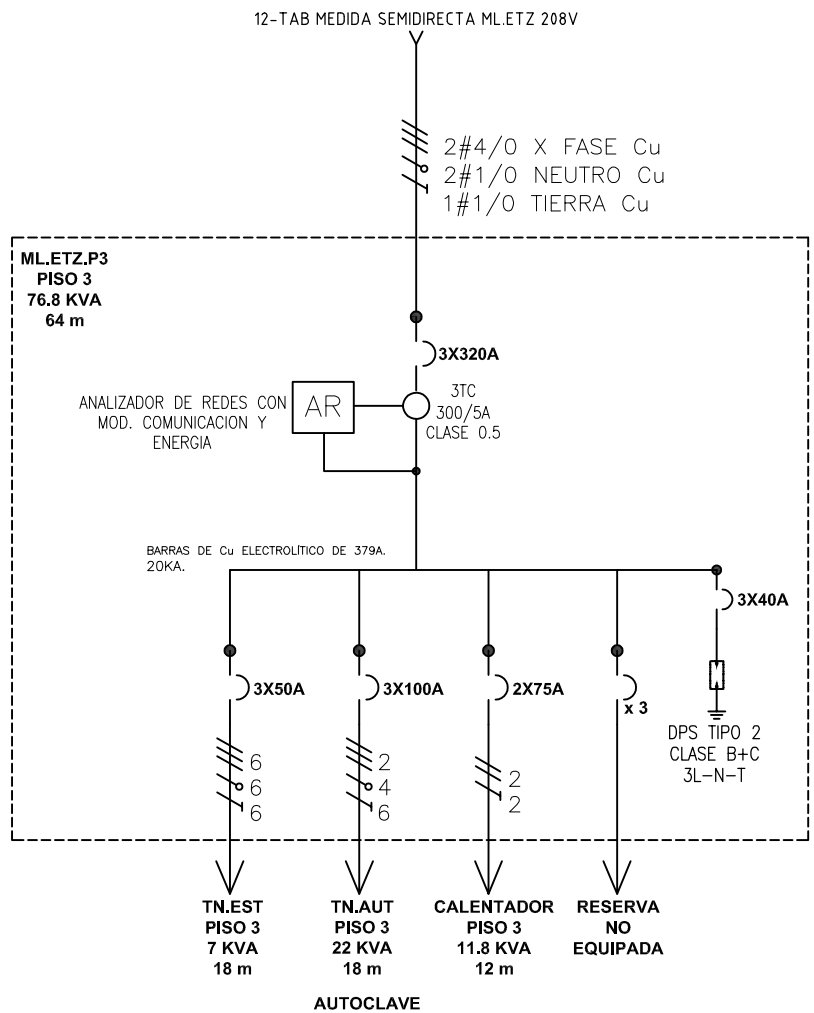 12-TAB MEDIDA SEMIDIRECTA ML.ETZ 208V
2#4/0 X FASE Cu
2#1/0 NEUTRO Cu
1#1/0 TIERRA Cu
ML.ETZ.P3
PISO 3
76.8 KVA
64 m
3X320A
3TC
300/5A
CLASE 0.5
AR
ANALIZADOR DE REDES CON
MOD. COMUNICACION Y
ENERGIA
BARRAS DE Cu ELECTROLÍTICO DE 379A.
20KA.
3X40A
3X50A
3X100A
2X75A
x 3
DPS TIPO 2
CLASE B+C
3L-N-T
6
6
6
2
4
6
2
2
TN.EST
PISO 3
7 KVA
18 m
TN.AUT
PISO 3
22 KVA
18 m
AUTOCLAVE
CALENTADOR
PISO 3
11.8 KVA
12 m
RESERVA
NO
EQUIPADA